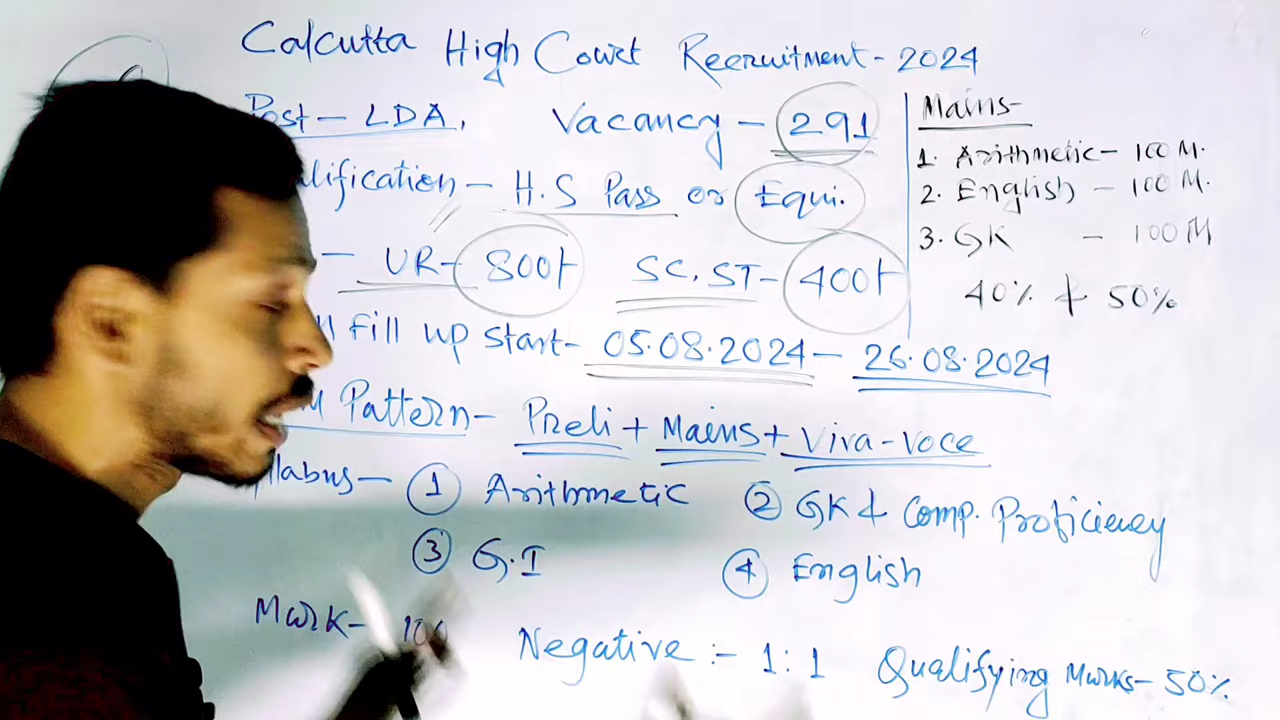 Calcutta High Court Recruitment - 2024
Post - LDA, Vacancy - 291
lification - H.S Pass or Equi.
- UR - 800/- SC, ST - 400/-
fill up start - 05.08.2024 - 26.08.2024
Pattern - Preli + Mains + Viva-voce
llabus - ① Arithmetic ② GK & Comp. Proficiency
③ G.I ④ English
Mark - 100
Negative :- 1:1 Qualifying Marks - 50%
Mains-
1. Arithmetic - 100 M.
2. English - 100 M.
3. GK - 100 M
40% & 50%